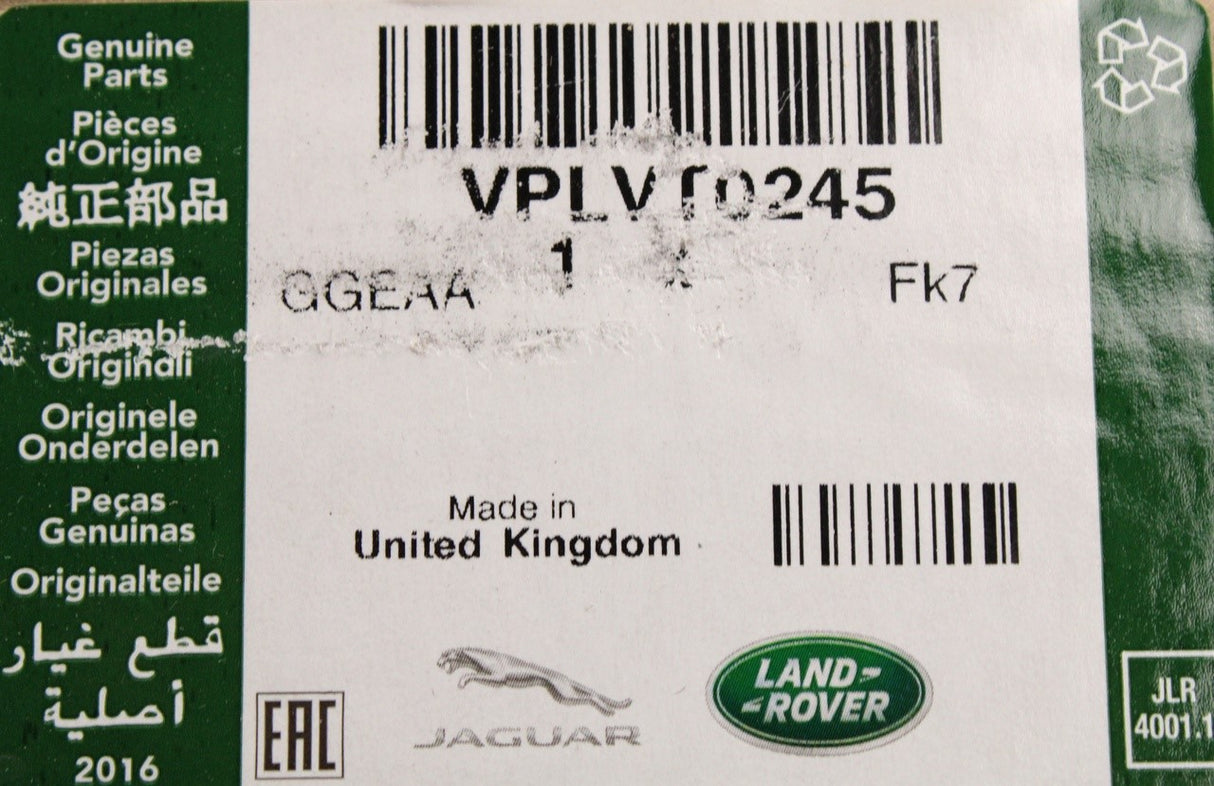 Genuine
Parts
Pièces
d'Origine
純正部品
Piezas
Originales
Ricambi
Originali
Originele
Onderdelen
Peças
Genuinas
Originalteile
قطع غيار
أصلية
2016
1
GGEAA
Fk7
Made in
United Kingdom
EAC
JAGUAR
LAND-
-ROVER
JLR
4001.1